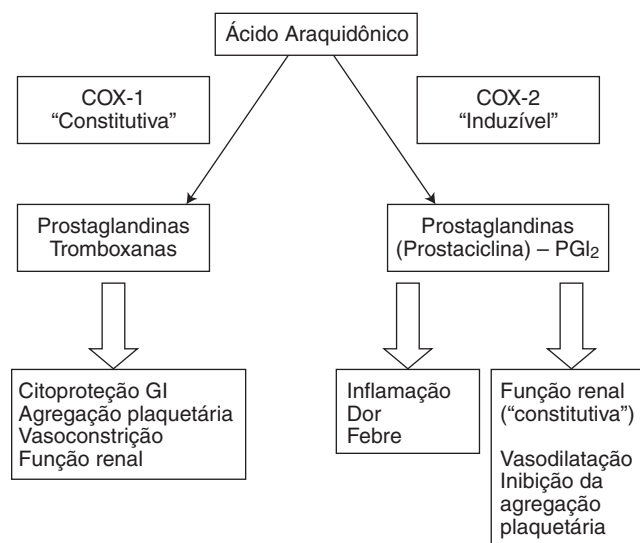 Ácido Araquidônico
COX-1
“Constitutiva”
COX-2
“Induzível”
Prostaglandinas
Tromboxanas
Prostaglandinas
(Prostaciclina) – PGI₂
Citoproteção GI
Agregação plaquetária
Vasoconstrição
Função renal
Inflamação
Dor
Febre
Função renal
(“constitutiva”)
Vasodilatação
Inibição da
agregação
plaquetária